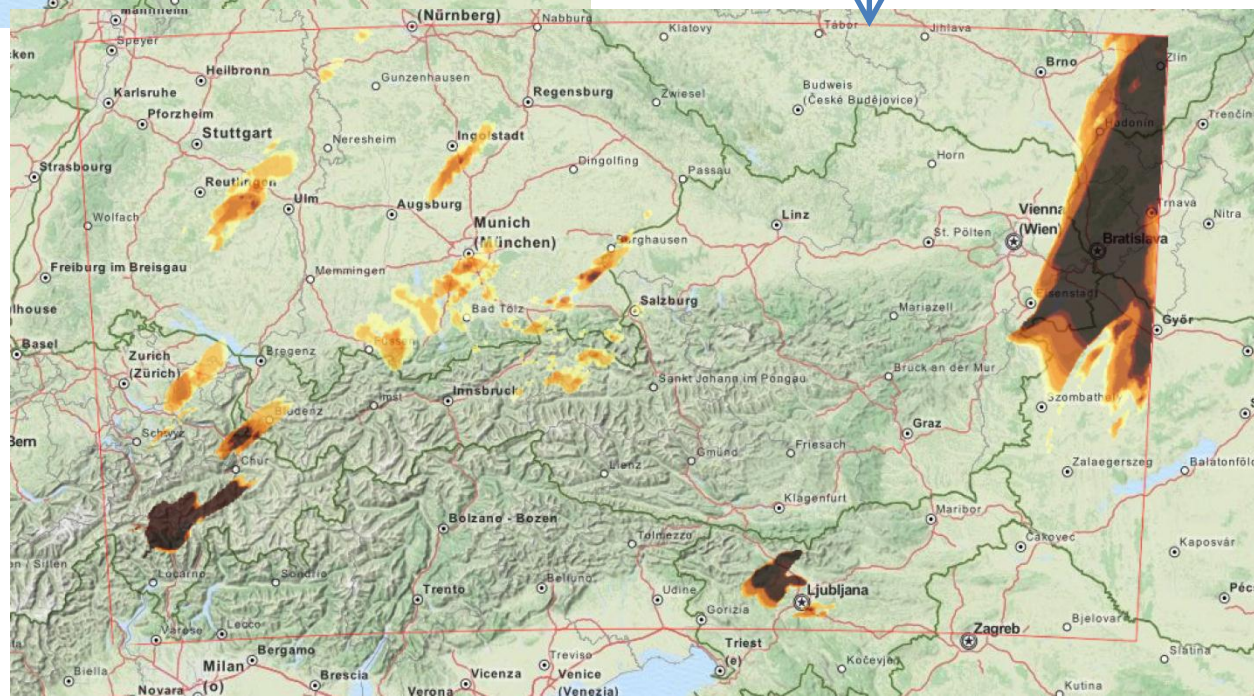 Mannheim
(Nürnberg)
Nabburg
Klatovy
Tábor
Jihlava
Speyer
Brno
Zlín
Heilbronn
Gunzenhausen
Karlsruhe
Regensburg
Zwiesel
Budweis
(České Budějovice)
Pforzheim
Stuttgart
Neresheim
Ingolstadt
Hodonín
Trenčín
Strasbourg
Dingolfing
Horn
Passau
Reutlingen
Ulm
Augsburg
Wolfach
Munich
(München)
Linz
St. Pölten
Vienna
(Wien)
Trnava
Nitra
Burghausen
Bratislava
Freiburg im Breisgau
Memmingen
Salzburg
Mariazell
Eisenstadt
Bad Tölz
Győr
Basel
Füssen
Zurich
(Zürich)
Bregenz
Innsbruck
Imst
Sankt Johann im Pongau
Bruck an der Mur
Szombathely
Bludenz
Bern
Schwyz
Graz
Chur
Lienz
Gmünd
Friesach
Zalaegerszeg
Klagenfurt
Bolzano - Bozen
Maribor
Tolmezzo
Čakovec
Kaposvár
Locarno
Sondrio
Trento
Belluno
Udine
Ljubljana
Gorizia
Varese
Lecco
Bergamo
Triest
(e)
Zagreb
Bjelovar
Milan
(o)
Treviso
Slatina
Biella
Brescia
Vicenza
Venice
(Venezia)
Novara
Verona
Kutina